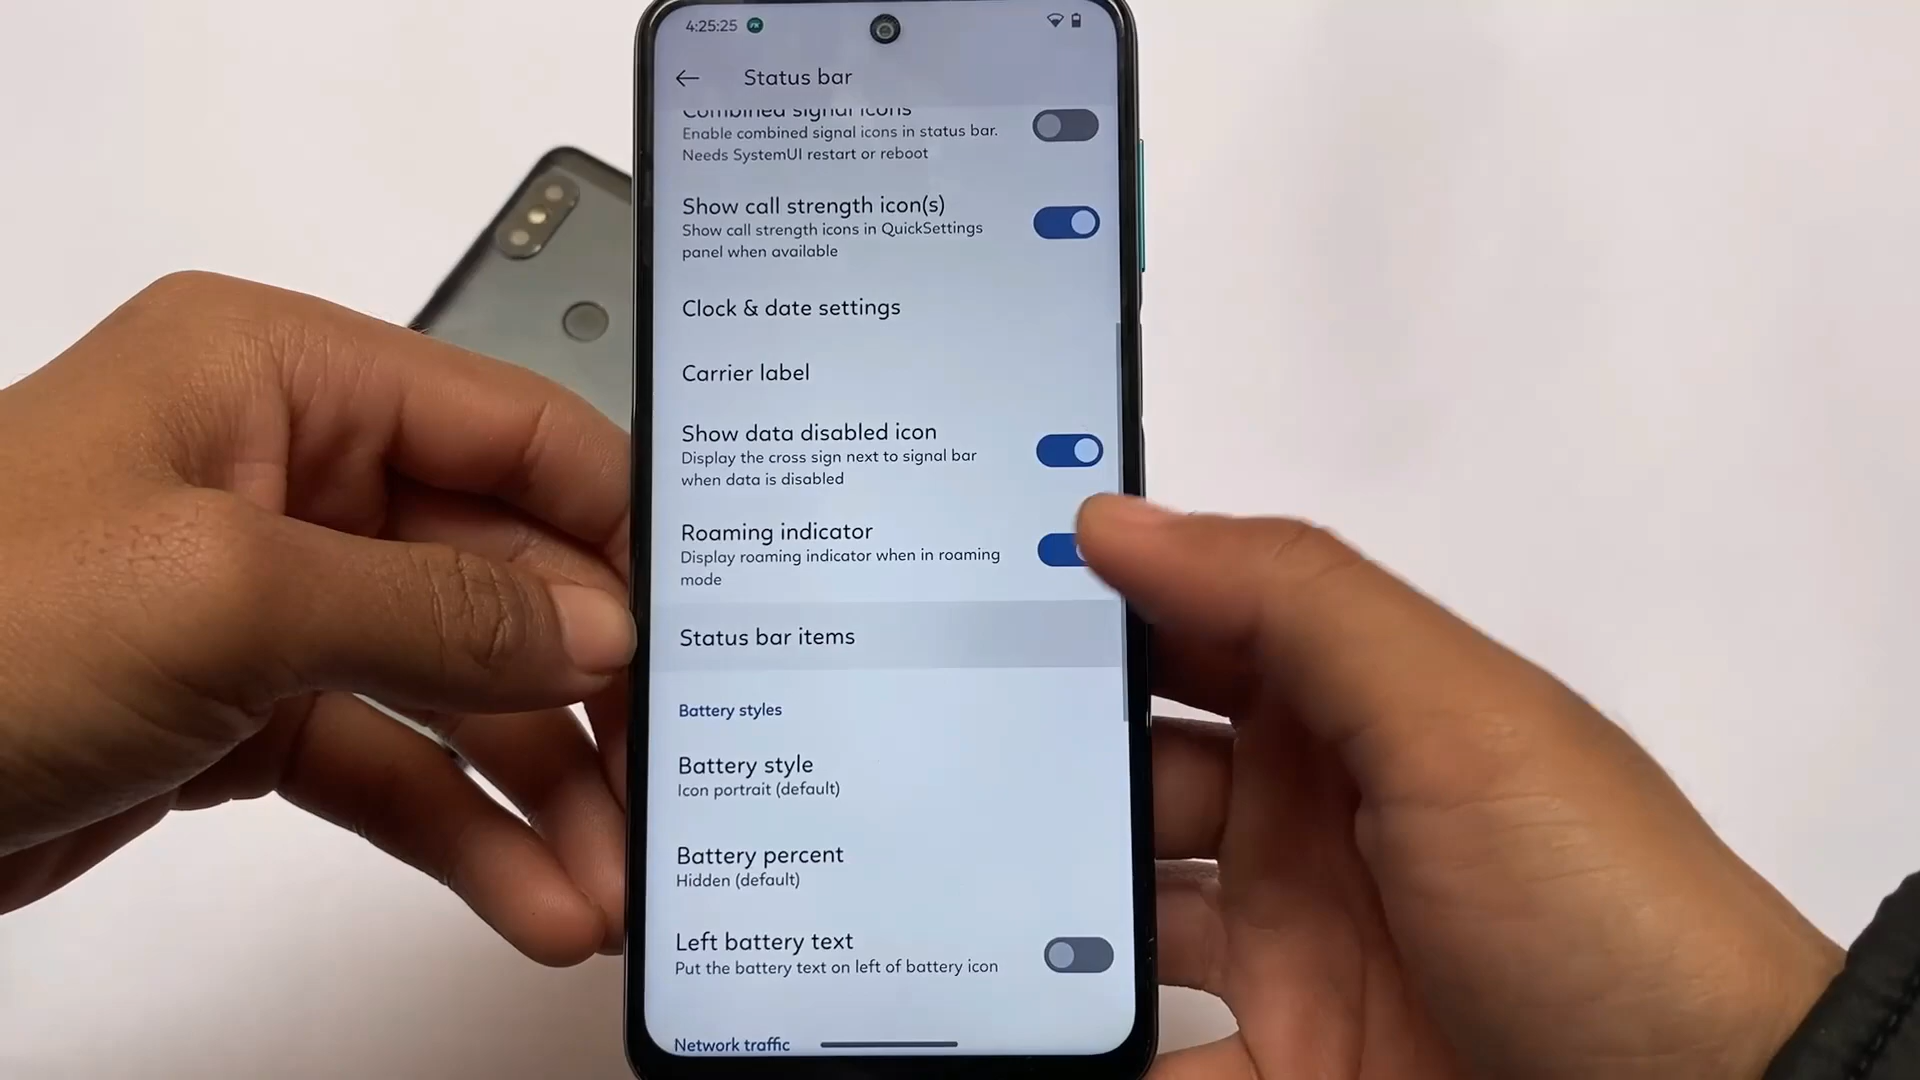 4:25:25
Status bar
Combined signal icons
Enable combined signal icons in status bar.
Needs SystemUI restart or reboot
Show call strength icon(s)
Show call strength icons in QuickSettings
panel when available
Clock & date settings
Carrier label
Show data disabled icon
Display the cross sign next to signal bar
when data is disabled
Roaming indicator
Display roaming indicator when in roaming
mode
Status bar items
Battery styles
Battery style
Icon portrait (default)
Battery percent
Hidden (default)
Left battery text
Put the battery text on left of battery icon
Network traffic